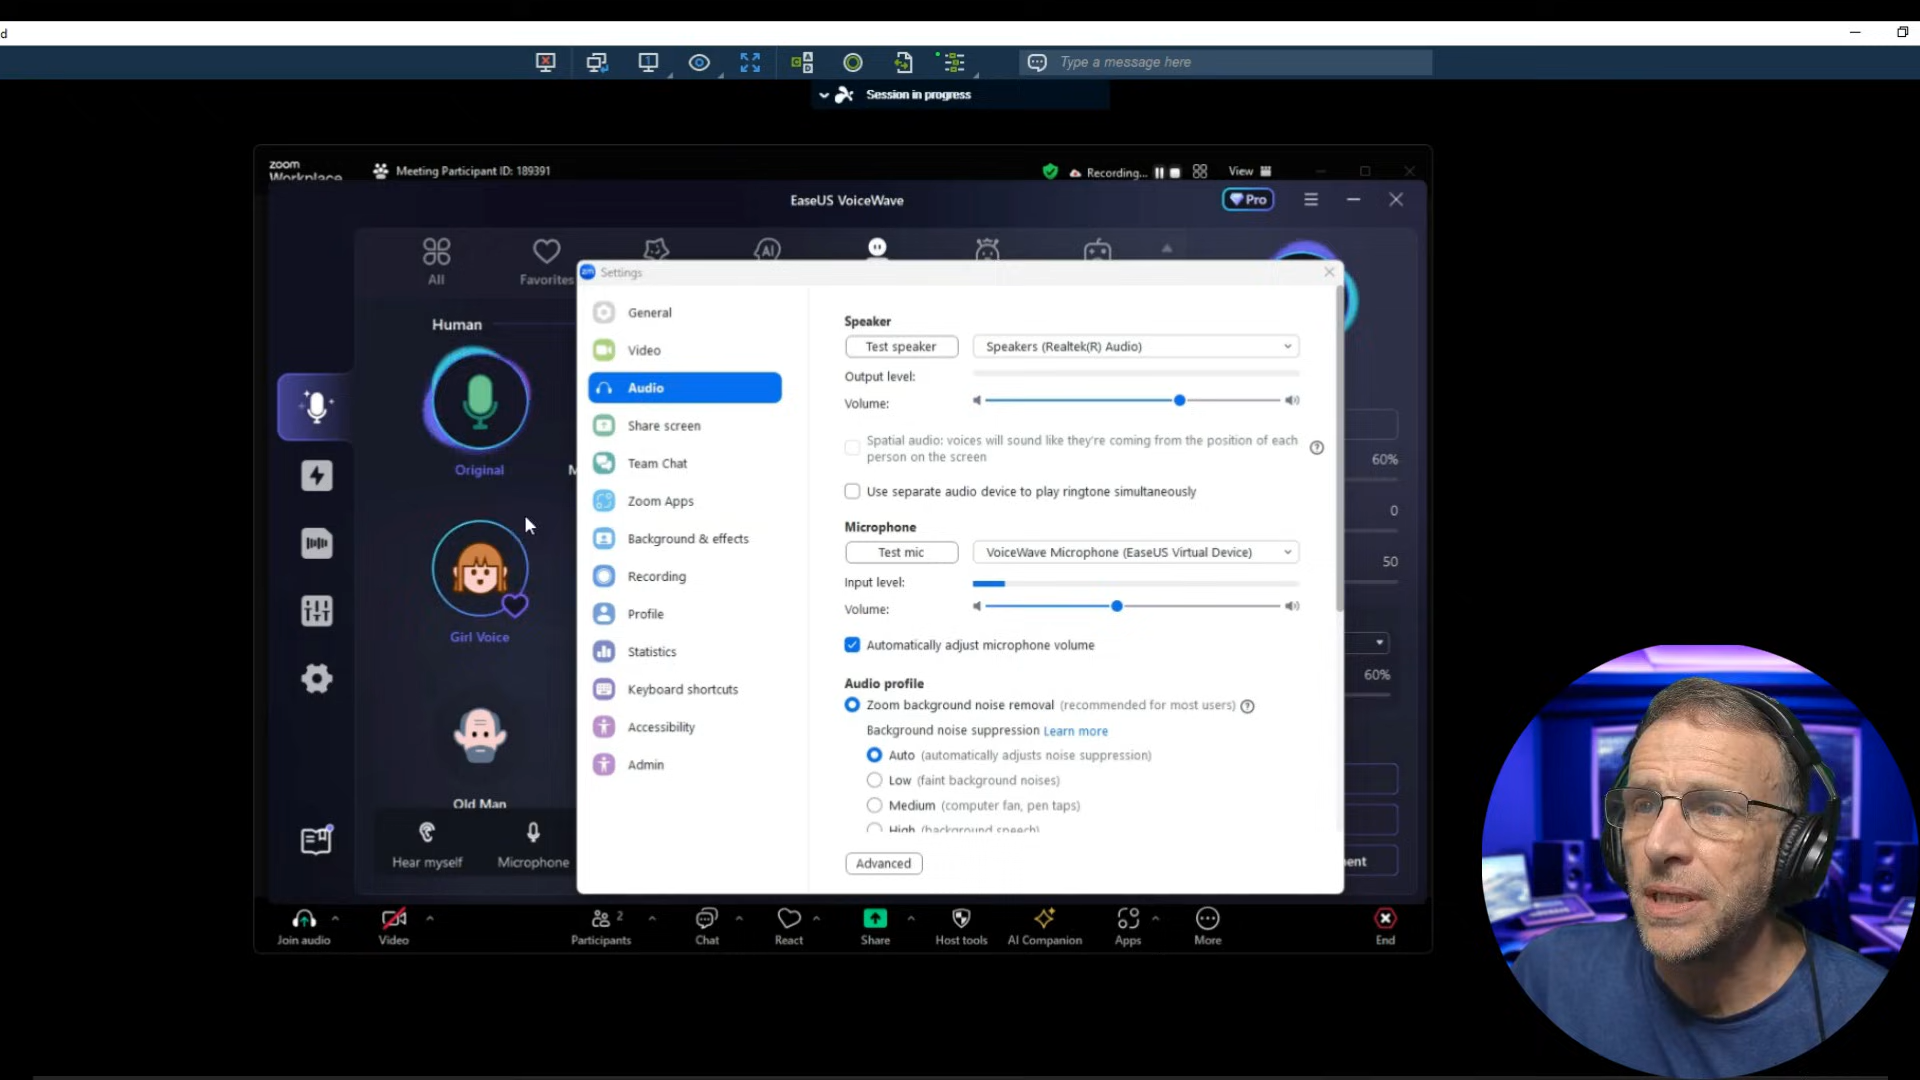 d
Type a message here
Session in progress
zoom
Workplace
Meeting Participant ID: 189391
Recording...
View
EaseUS VoiceWave
Pro
AI
All
Favorites
zm
Settings
Human
Original
M
Girl Voice
Old Man
Hear myself
Microphone
General
Video
Audio
Share screen
Team Chat
Zoom Apps
Background & effects
Recording
Profile
Statistics
Keyboard shortcuts
Accessibility
Admin
Speaker
Test speaker
Speakers (Realtek(R) Audio)
Output level:
Volume:
Spatial audio: voices will sound like they're coming from the position of each
person on the screen
Use separate audio device to play ringtone simultaneously
Microphone
Test mic
VoiceWave Microphone (EaseUS Virtual Device)
Input level:
Volume:
Automatically adjust microphone volume
Audio profile
Zoom background noise removal (recommended for most users)
Background noise suppression Learn more
Auto (automatically adjusts noise suppression)
Low (faint background noises)
Medium (computer fan, pen taps)
High (background speech)
Advanced
60%
0
50
60%
ent
Join audio
Video
2
Participants
Chat
React
Share
Host tools
AI Companion
Apps
More
End